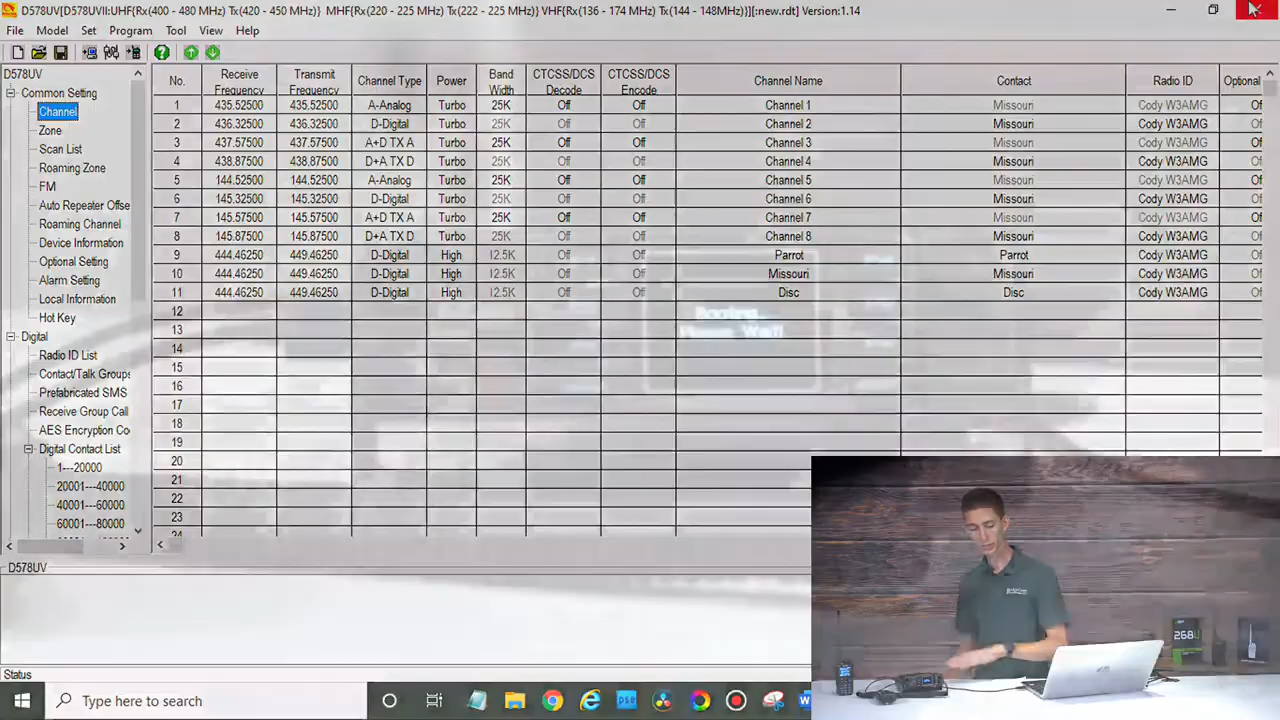 D578UV[D578UVII:UHF{Rx(400 - 480 MHz) Tx(420 - 450 MHz)} MHF{Rx(220 - 225 MHz) Tx(222 - 225 MHz)} VHF{Rx(136 - 174 MHz) Tx(144 - 148MHz)}][:new.rdt] Version:1.14
File Model Set Program Tool View Help
D578UV
Common Setting
Channel
Zone
Scan List
Roaming Zone
FM
Auto Repeater Offse
Roaming Channel
Device Information
Optional Setting
Alarm Setting
Local Information
Hot Key
Digital
Radio ID List
Contact/Talk Groups
Prefabricated SMS
Receive Group Call
AES Encryption Co
Digital Contact List
1---20000
20001---40000
40001---60000
60001---80000
No. Receive Frequency Transmit Frequency Channel Type Power Band Width CTCSS/DCS Decode CTCSS/DCS Encode Channel Name Contact Radio ID Optional
1 435.52500 435.52500 A-Analog Turbo 25K Off Off Channel 1 Missouri Cody W3AMG Of
2 436.32500 436.32500 D-Digital Turbo 25K Off Off Channel 2 Missouri Cody W3AMG Of
3 437.57500 437.57500 A+D TX A Turbo 25K Off Off Channel 3 Missouri Cody W3AMG Of
4 438.87500 438.87500 D+A TX D Turbo 25K Off Off Channel 4 Missouri Cody W3AMG Of
5 144.52500 144.52500 A-Analog Turbo 25K Off Off Channel 5 Missouri Cody W3AMG Of
6 145.32500 145.32500 D-Digital Turbo 25K Off Off Channel 6 Missouri Cody W3AMG Of
7 145.57500 145.57500 A+D TX A Turbo 25K Off Off Channel 7 Missouri Cody W3AMG Of
8 145.87500 145.87500 D+A TX D Turbo 25K Off Off Channel 8 Missouri Cody W3AMG Of
9 444.46250 449.46250 D-Digital High 12.5K Off Off Parrot Parrot Cody W3AMG Of
10 444.46250 449.46250 D-Digital High 12.5K Off Off Missouri Missouri Cody W3AMG Of
11 444.46250 449.46250 D-Digital High 12.5K Off Off Disc Disc Cody W3AMG Of
12
13
14
15
16
17
18
19
20
21
22
23
24
Booting...
Please Wait!
D578UV
Status
Type here to search
268